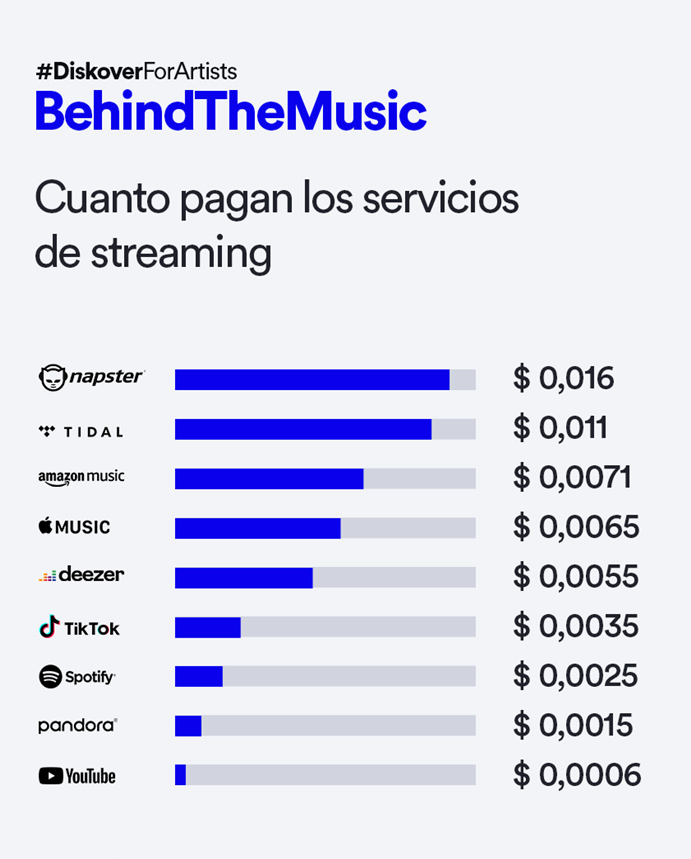 #DiskoverForArtists
BehindTheMusic
Cuanto pagan los servicios
de streaming
napster $ 0,016
TIDAL $ 0,011
amazon music $ 0,0071
MUSIC $ 0,0065
deezer $ 0,0055
TikTok $ 0,0035
Spotify $ 0,0025
pandora $ 0,0015
YouTube $ 0,0006